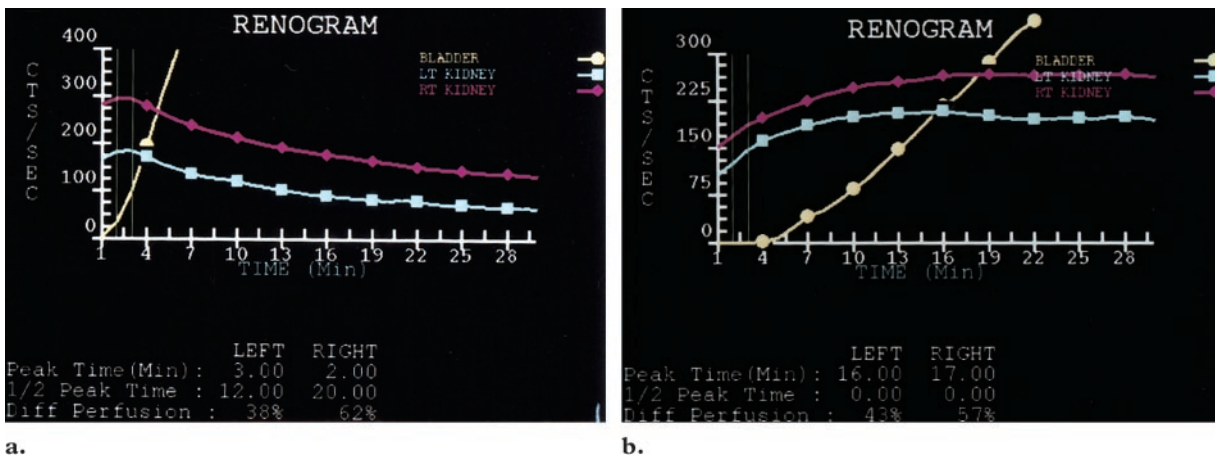 RENOGRAM
400
300
200
100
0
CTS/SEC
BLADDER
LT KIDNEY
RT KIDNEY
1 4 7 10 13 16 19 22 25 28
TIME (Min)
LEFT RIGHT
Peak Time(Min): 3.00 2.00
1/2 Peak Time : 12.00 20.00
Diff Perfusion : 38% 62%
a.
RENOGRAM
300
225
150
75
0
CTS/SEC
BLADDER
LT KIDNEY
RT KIDNEY
1 4 7 10 13 16 19 22 25 28
TIME (Min)
LEFT RIGHT
Peak Time(Min): 16.00 17.00
1/2 Peak Time : 0.00 0.00
Diff Perfusion : 43% 57%
b.